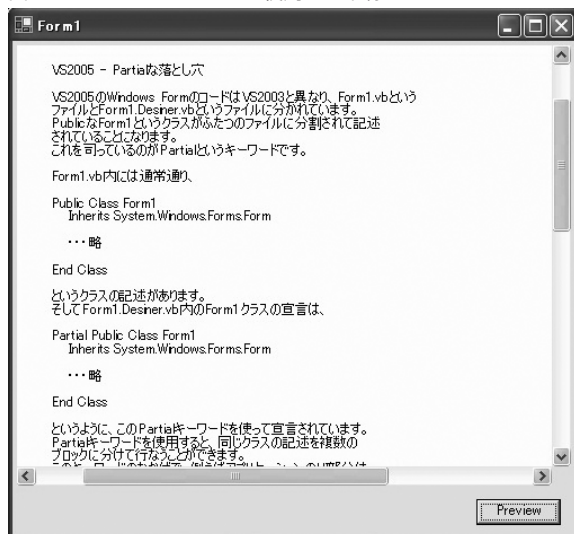 Form1
VS2005 - Partialな落とし穴
VS2005のWindows FormのコードはVS2003と異なり、Form1.vbという
ファイルとForm1.Desiner.vbというファイルに分かれています。
PublicなForm1というクラスがふたつのファイルに分割されて記述
されていることになります。
これを司っているのがPartialというキーワードです。
Form1.vb内には通常通り、
Public Class Form1
Inherits System.Windows.Forms.Form
・・・略
End Class
というクラスの記述があります。
そしてForm1.Desiner.vb内のForm1クラスの宣言は、
Partial Public Class Form1
Inherits System.Windows.Forms.Form
・・・略
End Class
というように、このPartialキーワードを使って宣言されています。
Partialキーワードを使用すると、同じクラスの記述を複数の
ブロックに分けて行なうことができます。
Preview